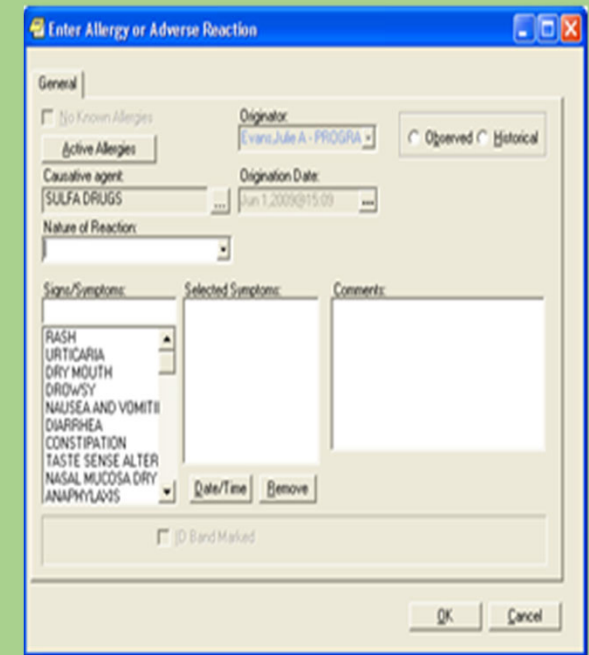 Enter Allergy or Adverse Reaction
General
No Known Allergies
Active Allergies
Originator:
Evans,Julie A - PROGRA
Observed Historical
Causative agent:
SULFA DRUGS
...
Origination Date:
Jun 1,2009@15:09
...
Nature of Reaction:
Signs/Symptoms:
Selected Symptoms:
Comments:
RASH
URTICARIA
DRY MOUTH
DROWSY
NAUSEA AND VOMITII
DIARRHEA
CONSTIPATION
TASTE SENSE ALTER
NASAL MUCOSA DRY
ANAPHYLAXIS
Date/Time
Remove
ID Band Marked
OK
Cancel